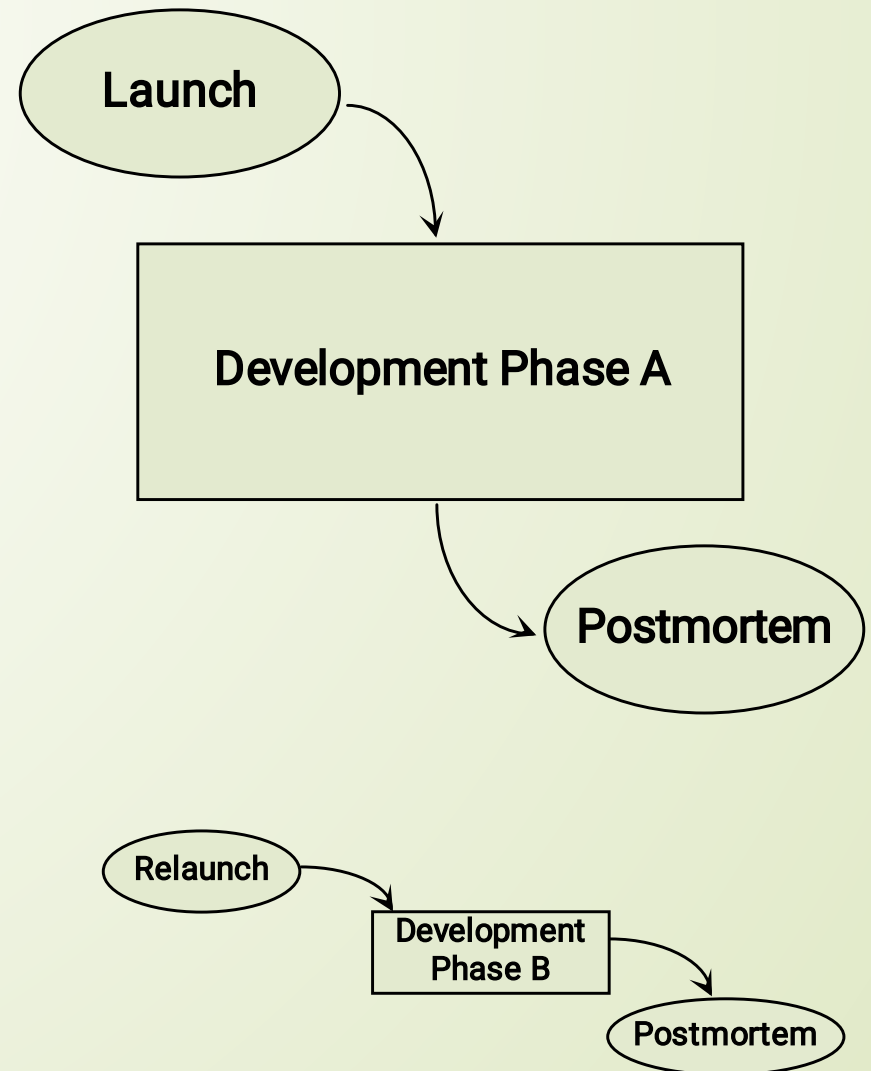 Launch
Development Phase A
Postmortem
Relaunch
Development
Phase B
Postmortem